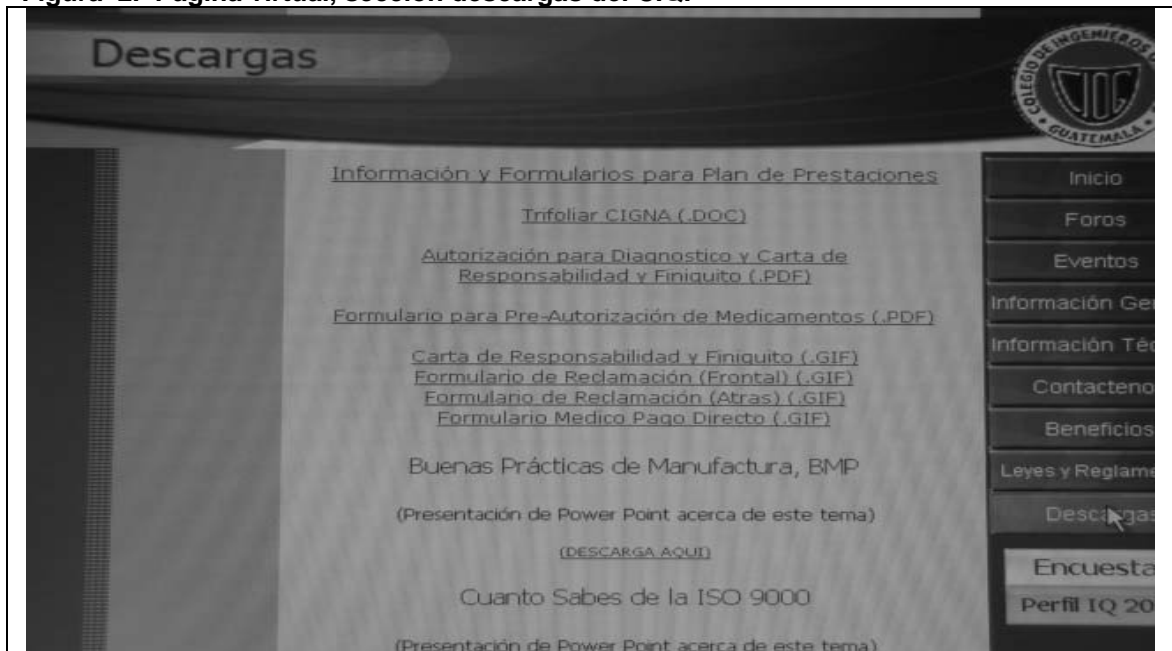 Figura 2. Página virtual, sección descargas del
Descargas
COLEGIO DE INGENIEROS
GUATEMALA
Información y Formularios para Plan de Prestaciones
Trifoliar CIGNA (.DOC)
Autorización para Diagnostico y Carta de
Responsabilidad y Finiquito (.PDF)
Formulario para Pre-Autorización de Medicamentos (.PDF)
Carta de Responsabilidad y Finiquito (.GIF)
Formulario de Reclamación (Frontal) (.GIF)
Formulario de Reclamación (Atras) (.GIF)
Formulario Medico Pago Directo (.GIF)
Buenas Prácticas de Manufactura, BMP
(Presentación de Power Point acerca de este tema)
(DESCARGA AQUI)
Cuanto Sabes de la ISO 9000
(Presentación de Power Point acerca de este tema)
Inicio
Foros
Eventos
Información Ge
Información Téc
Contacteno
Beneficios
Leyes y Reglame
Descargas
Encuesta
Perfil IQ 20